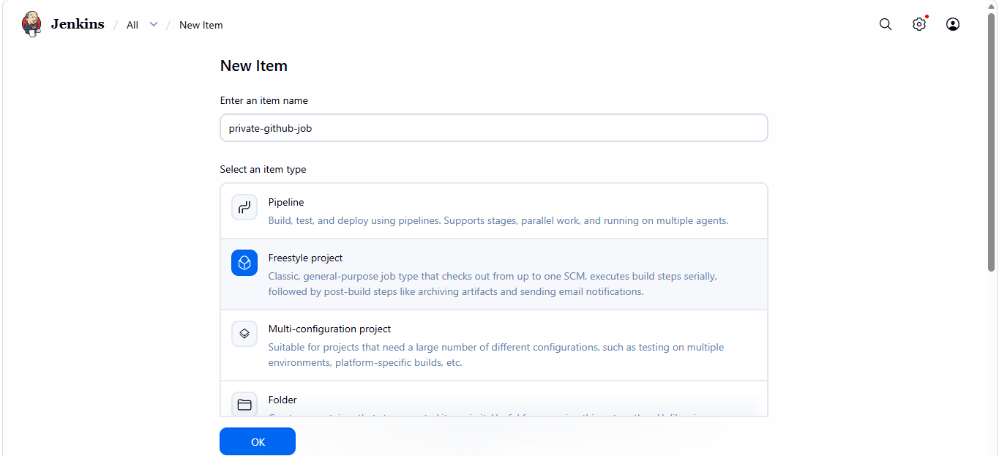 Jenkins / All / New Item
New Item
Enter an item name
private-github-job
Select an item type
Pipeline
Build, test, and deploy using pipelines. Supports stages, parallel work, and running on multiple agents.
Freestyle project
Classic, general-purpose job type that checks out from up to one SCM, executes build steps serially,
followed by post-build steps like archiving artifacts and sending email notifications.
Multi-configuration project
Suitable for projects that need a large number of different configurations, such as testing on multiple
environments, platform-specific builds, etc.
Folder
OK